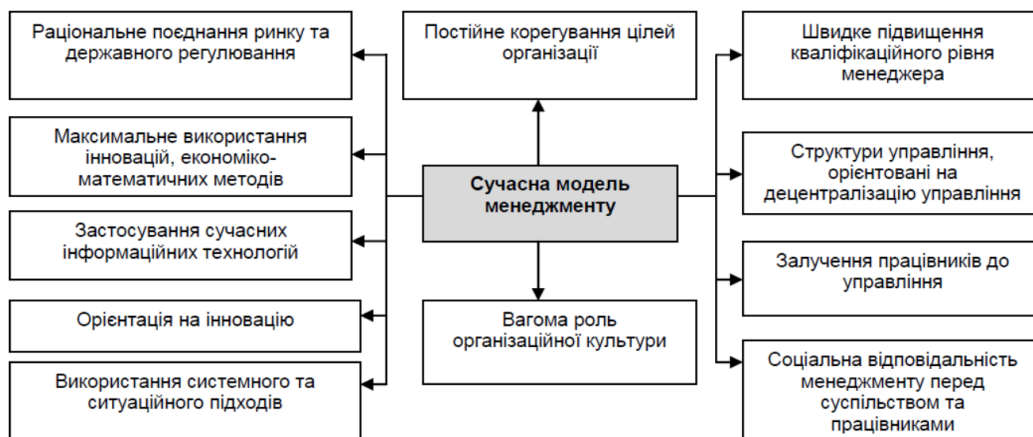 Раціональне поєднання ринку та
державного регулювання
Максимальне використання
інновацій, економіко-
математичних методів
Застосування сучасних
інформаційних технологій
Орієнтація на інновацію
Використання системного та
ситуаційного підходів
Постійне корегування цілей
організації
Сучасна модель
менеджменту
Вагома роль
організаційної культури
Швидке підвищення
кваліфікаційного рівня
менеджера
Структури управління,
орієнтовані на
децентралізацію управління
Залучення працівників до
управління
Соціальна відповідальність
менеджменту перед
суспільством та
працівниками